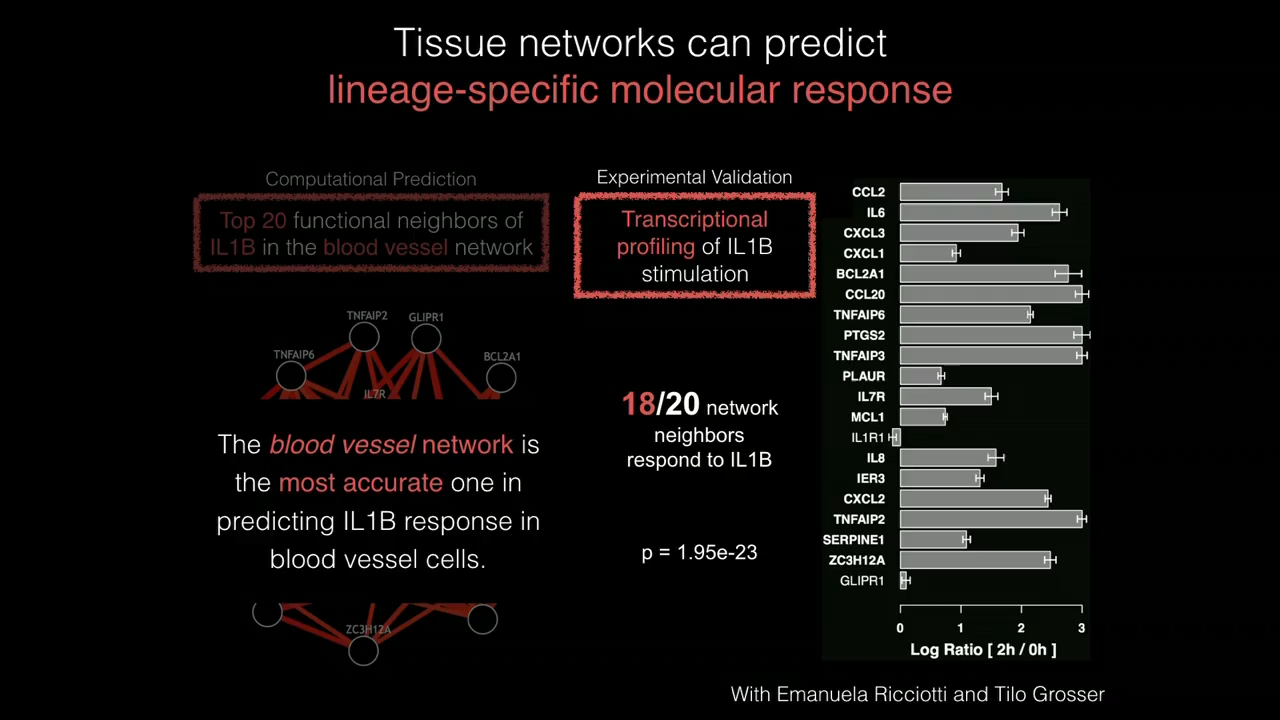 Tissue networks can predict
lineage-specific molecular response
Computational Prediction
Top 20 functional neighbors of
IL1B in the blood vessel network
TNFAIP2
GLIPR1
TNFAIP6
BCL2A1
IL7R
The blood vessel network is
the most accurate one in
predicting IL1B response in
blood vessel cells.
ZC3H12A
Experimental Validation
Transcriptional
profiling of IL1B
stimulation
18/20 network
neighbors
respond to IL1B
p = 1.95e-23
CCL2
IL6
CXCL3
CXCL1
BCL2A1
CCL20
TNFAIP6
PTGS2
TNFAIP3
PLAUR
IL7R
MCL1
IL1R1
IL8
IER3
CXCL2
TNFAIP2
SERPINE1
ZC3H12A
GLIPR1
0 1 2 3
Log Ratio [ 2h / 0h ]
With Emanuela Ricciotti and Tilo Grosser